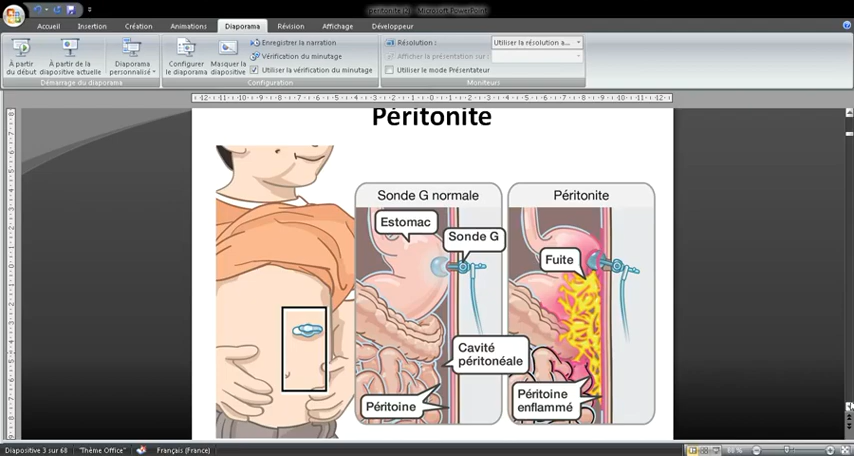 péritonite (2) - Microsoft PowerPoint
Accueil Insertion Création Animations Diaporama Révision Affichage Développeur
À partir du début
À partir de la diapositive actuelle
Diaporama personnalisé
Démarrage du diaporama
Configurer le diaporama
Masquer la diapositive
Enregistrer la narration
Vérification du minutage
Utiliser la vérification du minutage
Configuration
Résolution : Utiliser la résolution a...
Afficher la présentation sur :
Utiliser le mode Présentateur
Moniteurs
Péritonite
Sonde G normale
Estomac
Sonde G
Cavité
péritonéale
Péritoine
Péritonite
Fuite
Péritoine
enflammé
Diapositive 3 sur 68 "Thème Office" Français (France)